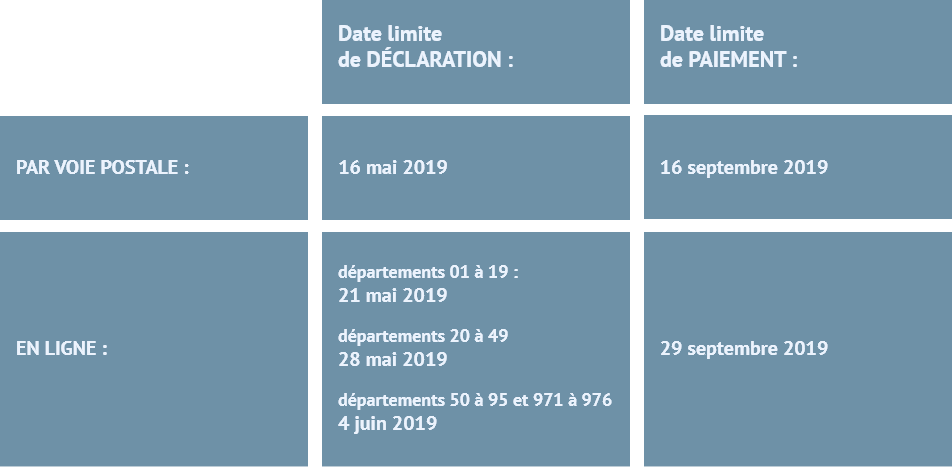 Date limite
de DÉCLARATION :
Date limite
de PAIEMENT :
PAR VOIE POSTALE :
16 mai 2019
16 septembre 2019
EN LIGNE :
départements 01 à 19 :
21 mai 2019
départements 20 à 49
28 mai 2019
départements 50 à 95 et 971 à 976
4 juin 2019
29 septembre 2019